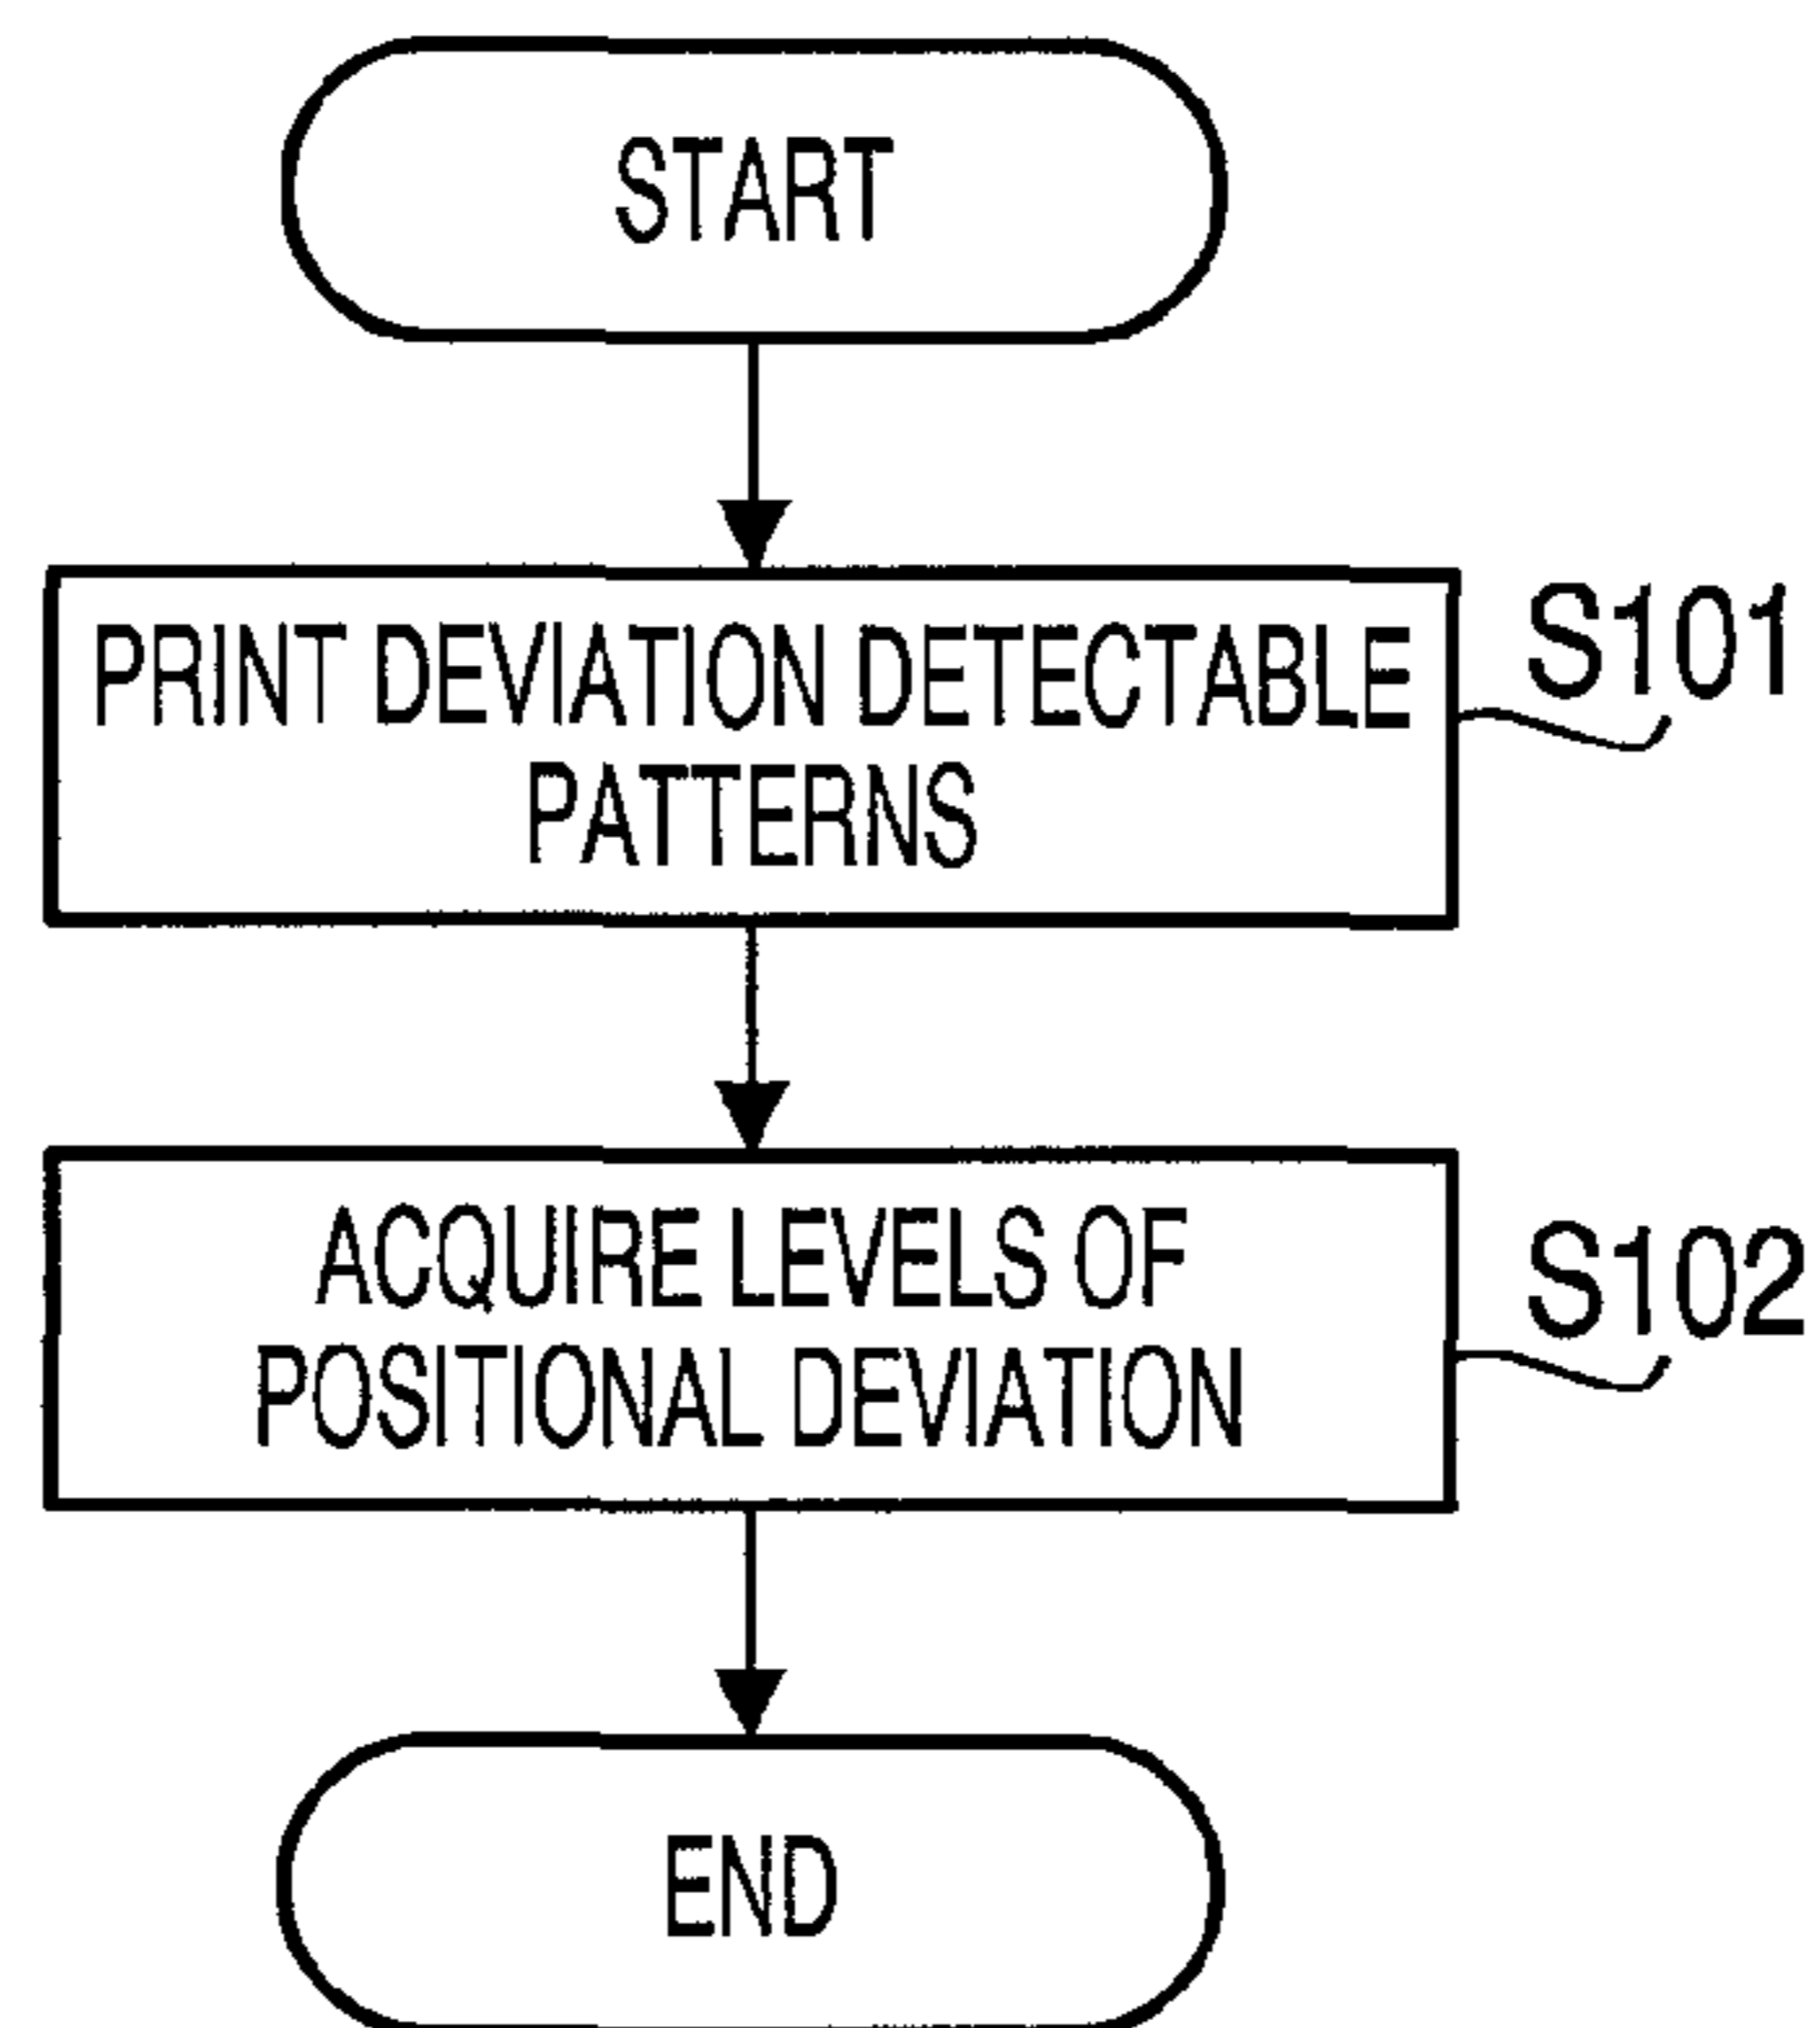 START
PRINT DEVIATION DETECTABLE
PATTERNS
S101
ACQUIRE LEVELS OF
POSITIONAL DEVIATION
S102
END